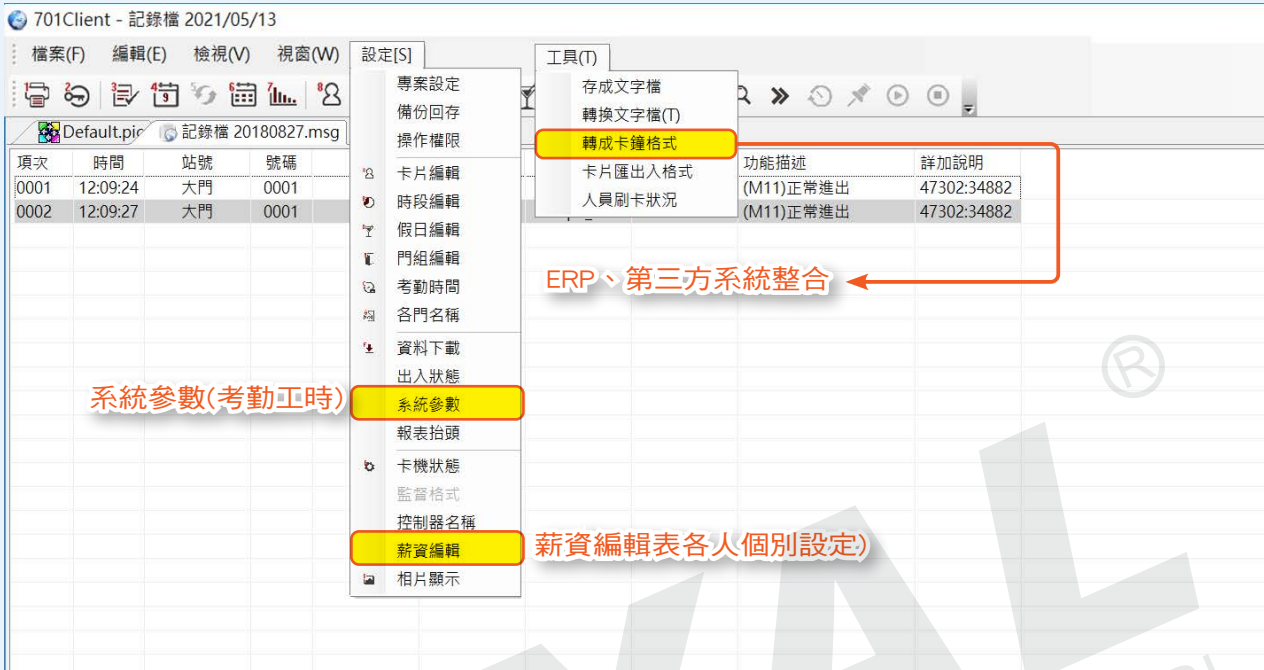 701Client - 記錄檔 2021/05/13
檔案(F) 編輯(E) 檢視(V) 視窗(W) 設定[S] 工具(T)
Default.pic 記錄檔 20180827.msg
項次 時間 站號 號碼 功能描述 詳加說明
0001 12:09:24 大門 0001 (M11)正常進出 47302:34882
0002 12:09:27 大門 0001 (M11)正常進出 47302:34882
專案設定
備份回存
操作權限
卡片編輯
時段編輯
假日編輯
門組編輯
考勤時間
各門名稱
資料下載
出入狀態
系統參數
報表抬頭
卡機狀態
監督格式
控制器名稱
薪資編輯
相片顯示
存成文字檔
轉換文字檔(T)
轉成卡鐘格式
卡片匯出入格式
人員刷卡狀況
ERP、第三方系統整合
系統參數(考勤工時)
薪資編輯表各人個別設定)
®